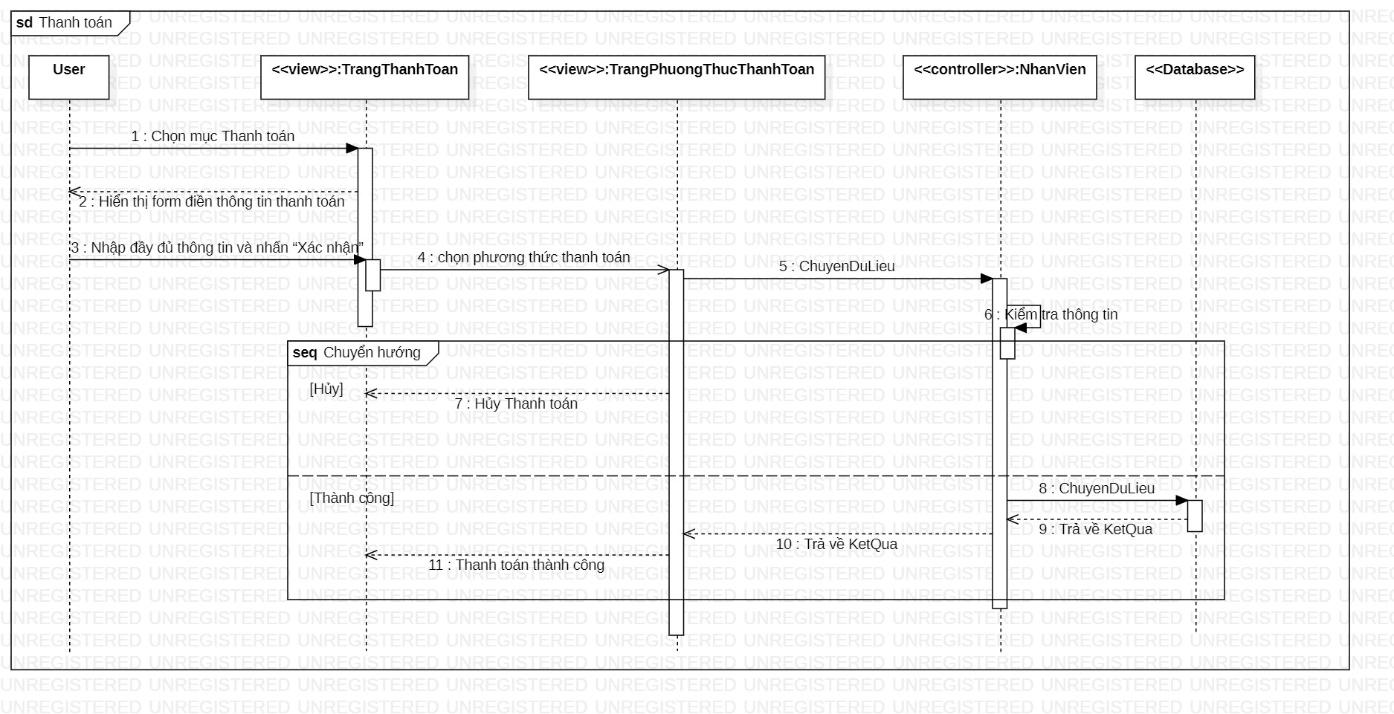 sd Thanh toán
User
<<view>>:TrangThanhToan
<<view>>:TrangPhuongThucThanhToan
<<controller>>:NhanVien
<<Database>>
1 : Chọn mục Thanh toán
2 : Hiển thị form điền thông tin thanh toán
3 : Nhập đầy đủ thông tin và nhấn “Xác nhận”
4 : chọn phương thức thanh toán
5 : ChuyenDuLieu
6 : Kiểm tra thông tin
seq Chuyển hướng
[Hủy]
7 : Hủy Thanh toán
[Thành công]
8 : ChuyenDuLieu
9 : Trả về KetQua
10 : Trả về KetQua
11 : Thanh toán thành công
UNREGISTERED